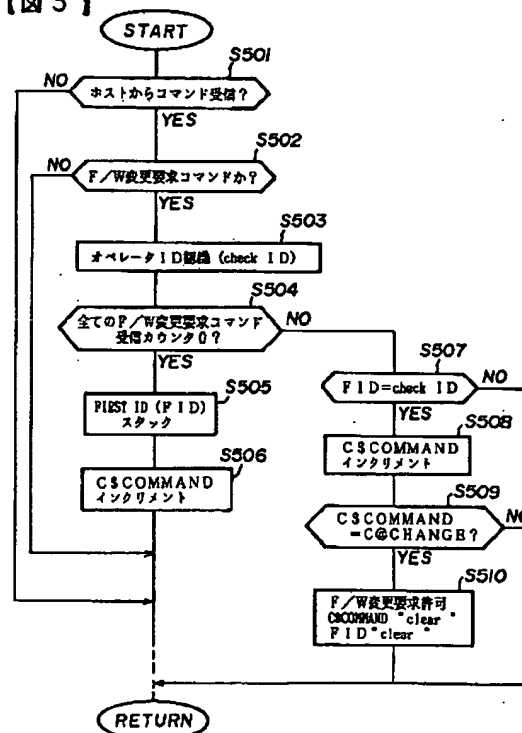 【図5】
START
S501
NO
ホストからコマンド受信?
YES
S502
NO
F/W変更要求コマンドか?
YES
S503
オペレータID認識 (check ID)
S504
全てのF/W変更要求コマンド
受信カウンタ0?
NO
YES
S505
FIRST ID (FID)
スタック
S506
CSCOMMAND
インクリメント
S507
FID=check ID
NO
YES
S508
CSCOMMAND
インクリメント
S509
CSCOMMAND
=C@CHANGE?
NO
YES
S510
F/W変更要求許可
CSCOMMAND "clear"
FID "clear"
RETURN